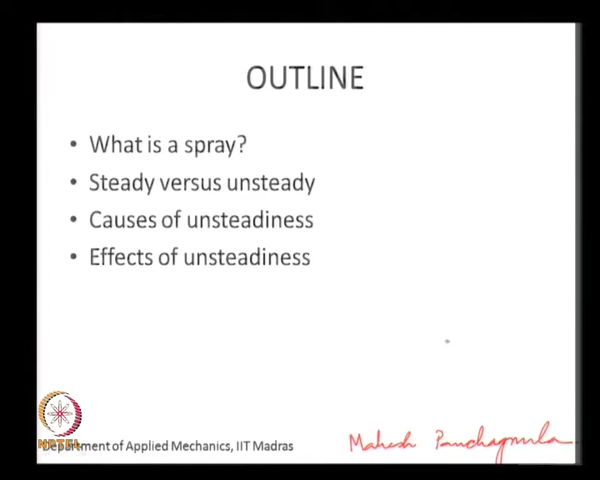 OUTLINE
• What is a spray?
• Steady versus unsteady
• Causes of unsteadiness
• Effects of unsteadiness
NPTEL
Department of Applied Mechanics, IIT Madras
Mahesh Panchagnula